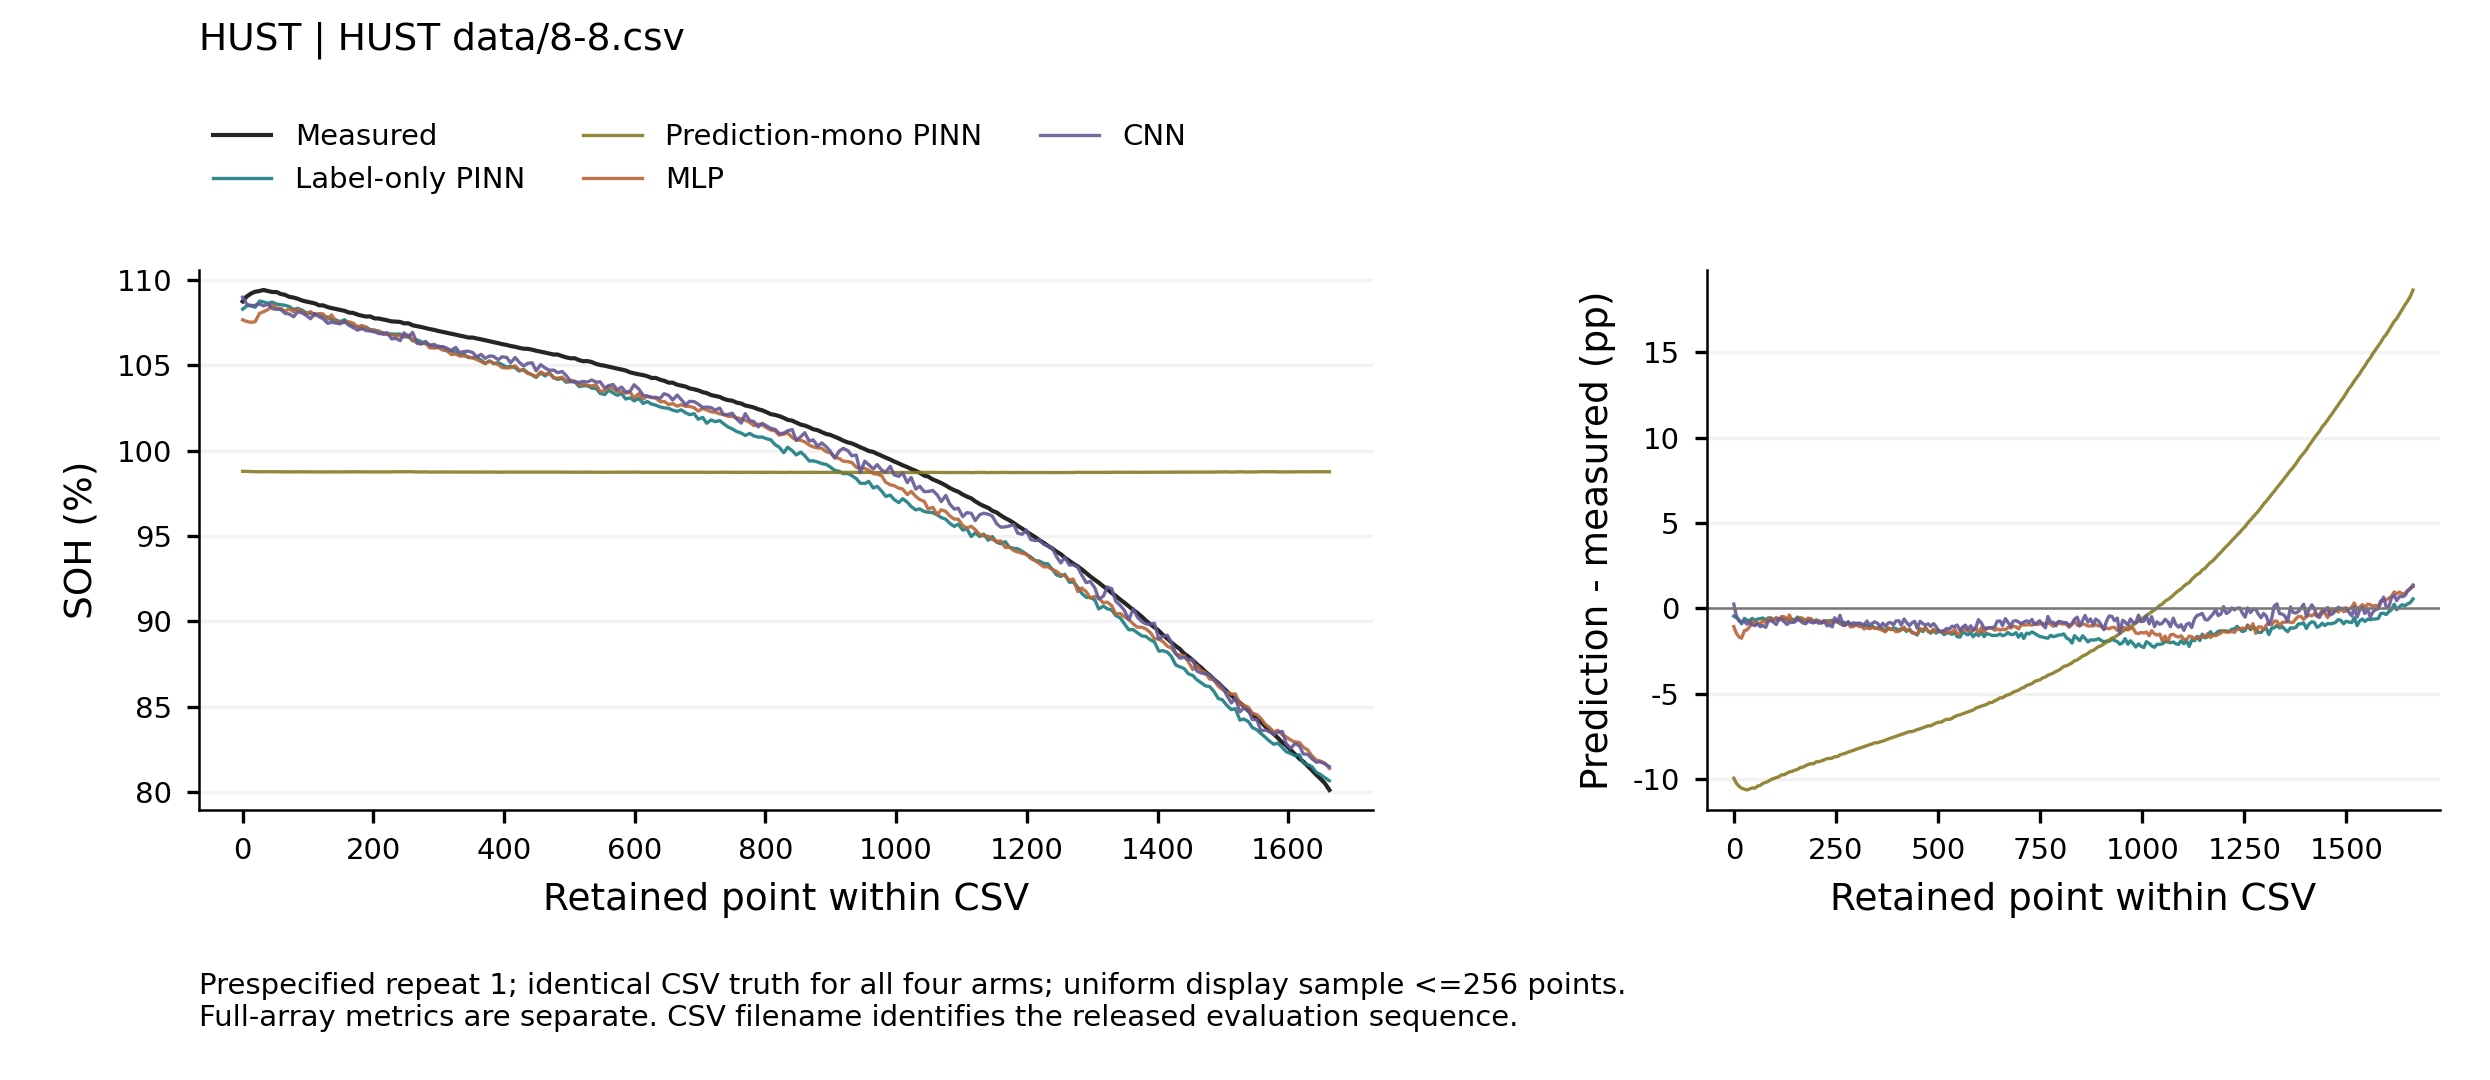 HUST | HUST data/8-8.csv
Measured
Prediction-mono PINN
CNN
Label-only PINN
MLP
SOH (%)
110
105
100
95
90
85
80
0 200 400 600 800 1000 1200 1400 1600
Retained point within CSV
Prediction - measured (pp)
15
10
5
0
-5
-10
0 250 500 750 1000 1250 1500
Retained point within CSV
Prespecified repeat 1; identical CSV truth for all four arms; uniform display sample <=256 points.
Full-array metrics are separate. CSV filename identifies the released evaluation sequence.